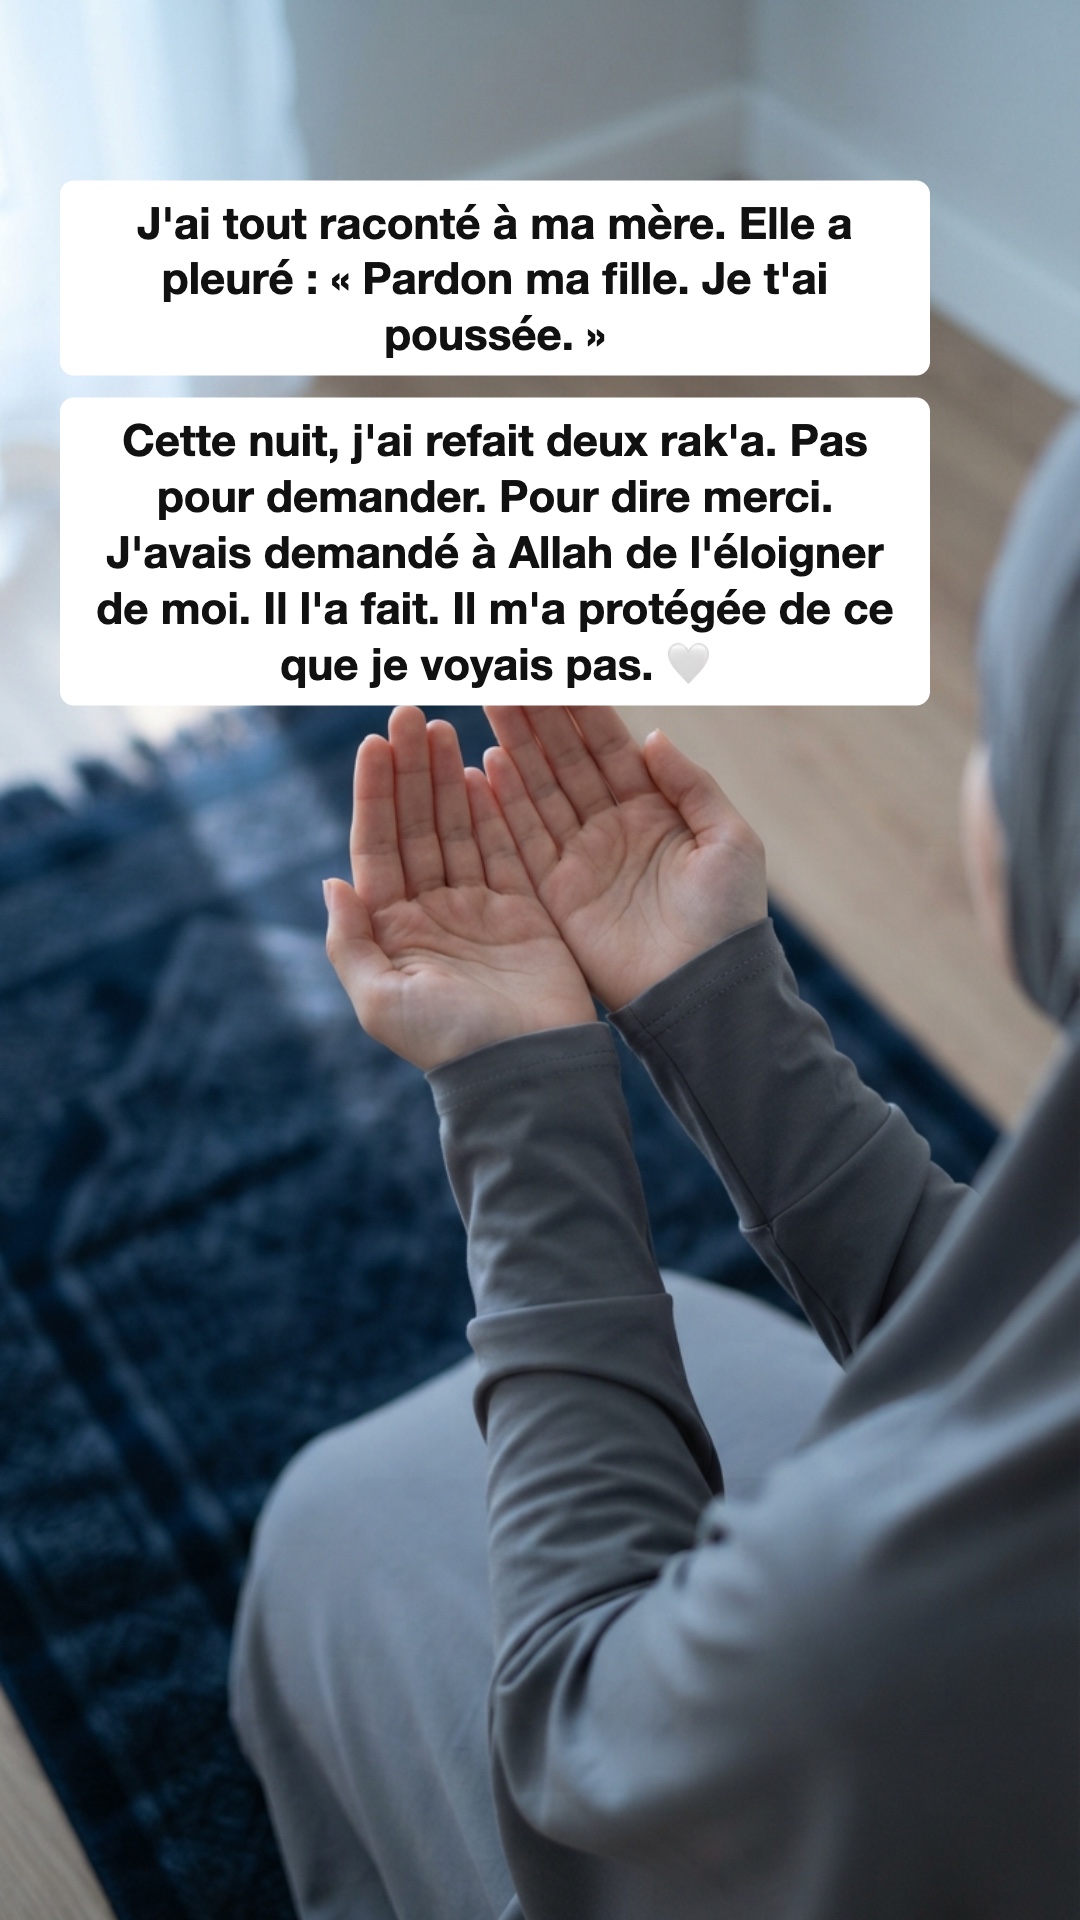 J'ai tout raconté à ma mère. Elle a
pleuré : « Pardon ma fille. Je t'ai
poussée. »
Cette nuit, j'ai refait deux rak'a. Pas
pour demander. Pour dire merci.
J'avais demandé à Allah de l'éloigner
de moi. Il l'a fait. Il m'a protégée de ce
que je voyais pas. 🤍